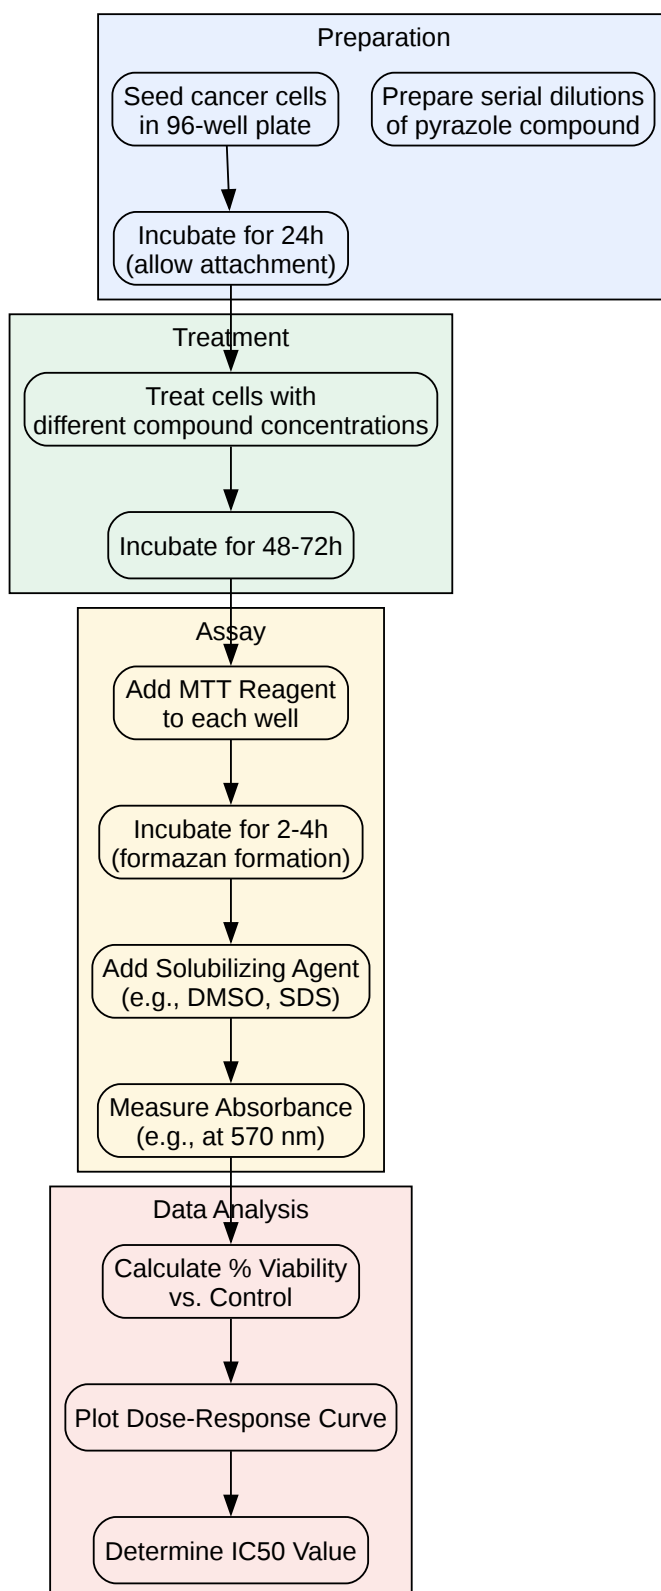 Preparation
Seed cancer cells
in 96-well plate
Prepare serial dilutions
of pyrazole compound
Incubate for 24h
(allow attachment)
Treatment
Treat cells with
different compound concentrations
Incubate for 48-72h
Assay
Add MTT Reagent
to each well
Incubate for 2-4h
(formazan formation)
Add Solubilizing Agent
(e.g., DMSO, SDS)
Measure Absorbance
(e.g., at 570 nm)
Data Analysis
Calculate % Viability
vs. Control
Plot Dose-Response Curve
Determine IC50 Value